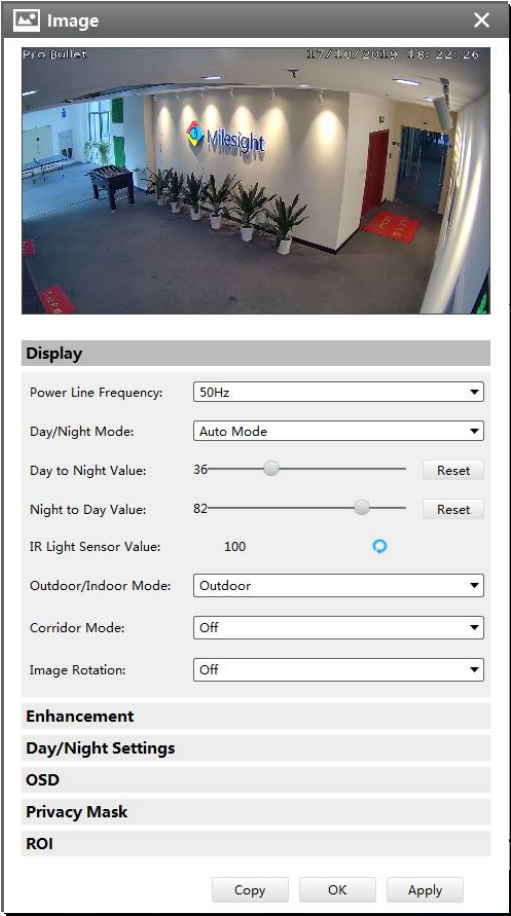 Image
Pro Bullet 17/10/2019 18:22:26
Milesight
Display
Power Line Frequency: 50Hz
Day/Night Mode: Auto Mode
Day to Night Value: 36 Reset
Night to Day Value: 82 Reset
IR Light Sensor Value: 100
Outdoor/Indoor Mode: Outdoor
Corridor Mode: Off
Image Rotation: Off
Enhancement
Day/Night Settings
OSD
Privacy Mask
ROI
Copy OK Apply